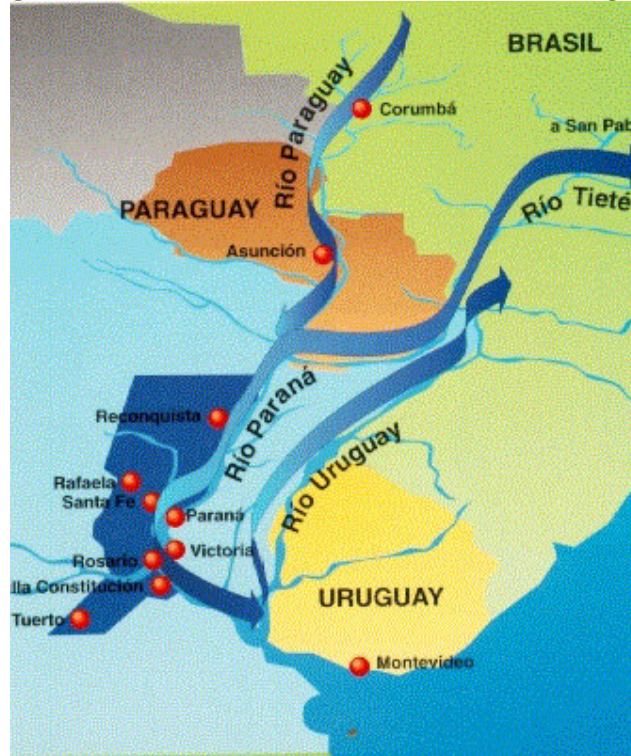 BRASIL
Río Paraguay
Corumbá
a San Pab
Río Tieté
PARAGUAY
Asunción
Reconquista
Río Paraná
Río Uruguay
Rafaela
Santa Fe
Paraná
Victoria
Rosario
lla Constitución
Tuerto
URUGUAY
Montevideo